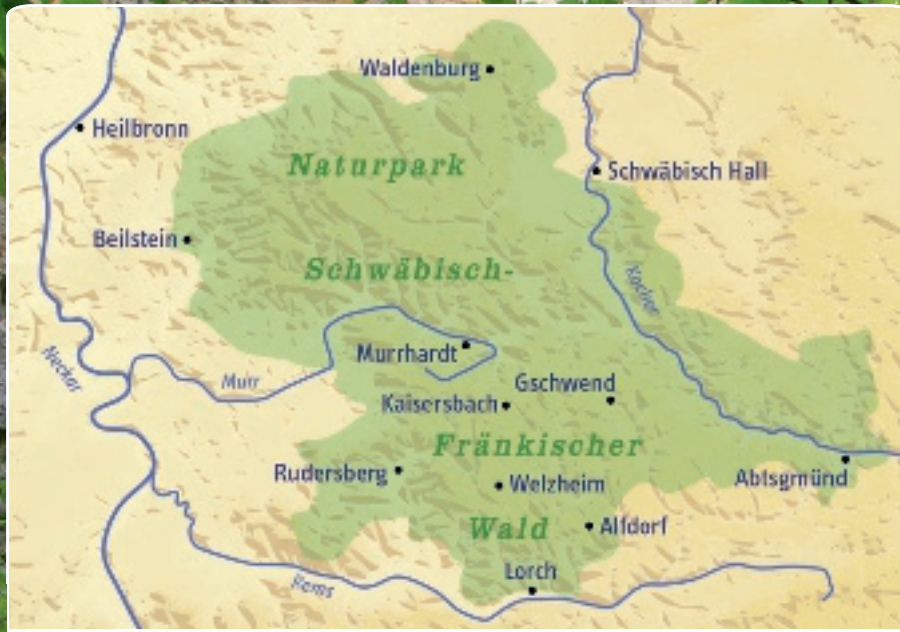 Waldenburg
Heilbronn
Naturpark
Schwäbisch Hall
Beilstein
Schwäbisch-
Kocher
Neckar
Murrhardt
Murr
Gschwend
Kaisersbach
Fränkischer
Rudersberg
Welzheim
Abtsgmünd
Wald
Alfdorf
Lorch
Rems